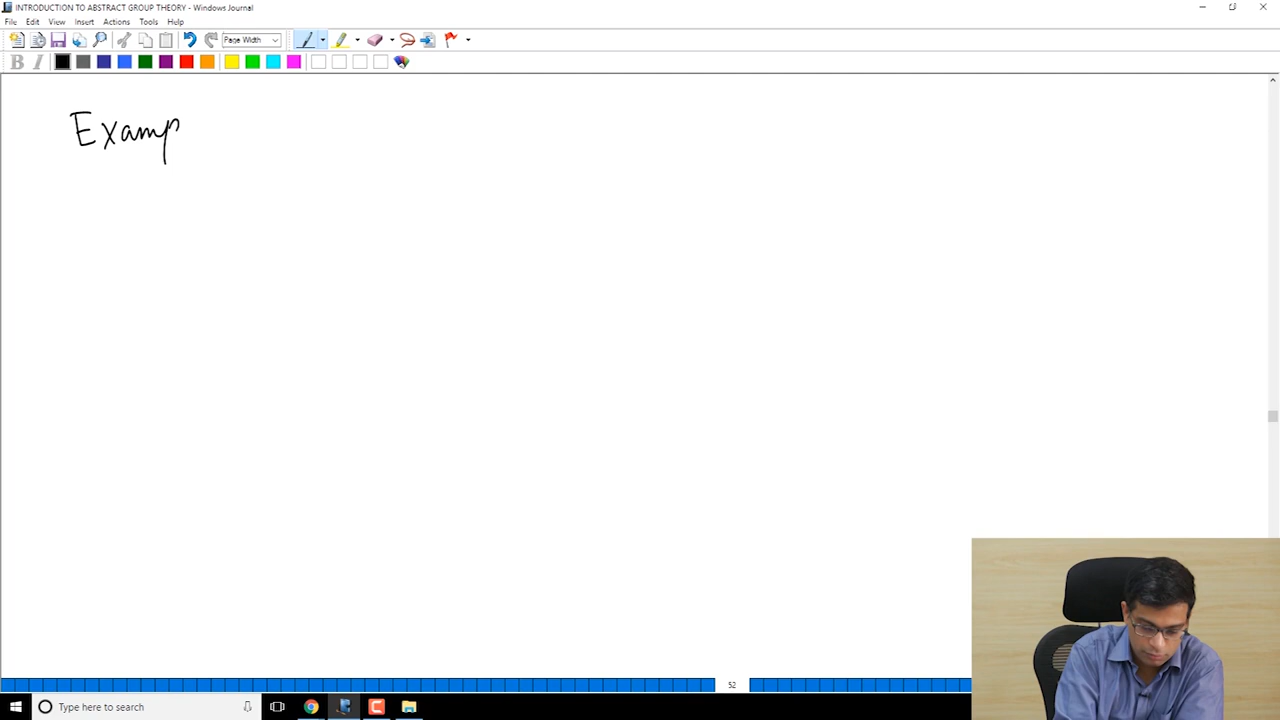 INTRODUCTION TO ABSTRACT GROUP THEORY - Windows Journal
File Edit View Insert Actions Tools Help
Page Width
B I
Examp
52
Type here to search